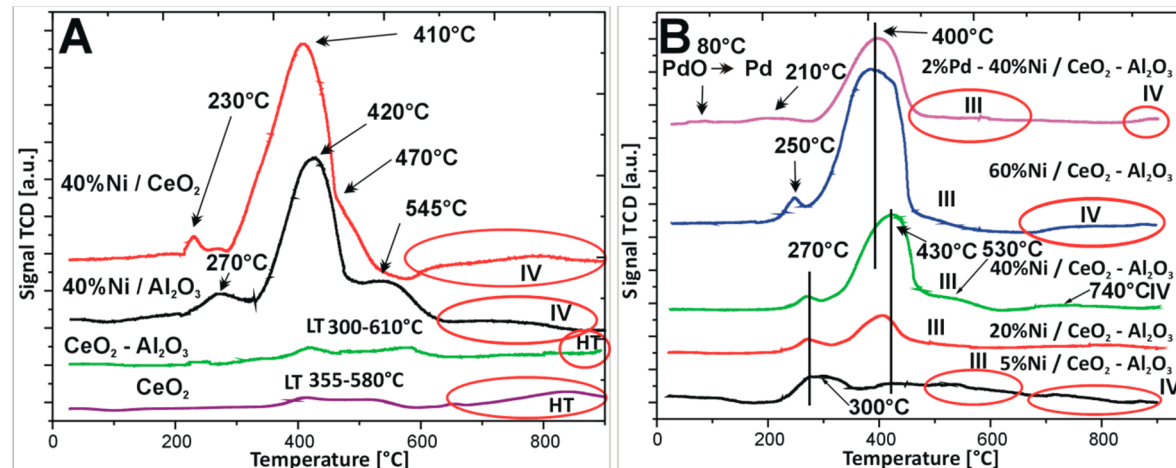 A
410°C
230°C
420°C
470°C
40%Ni / CeO₂
545°C
270°C
40%Ni / Al₂O₃
IV
IV
LT 300-610°C
HT
CeO₂ - Al₂O₃
LT 355-580°C
CeO₂
HT
Signal TCD [a.u.]
0 200 400 600 800
Temperature [°C]
B
400°C
80°C
PdO → Pd
210°C
2%Pd - 40%Ni / CeO₂ - Al₂O₃
III
IV
250°C
60%Ni / CeO₂ - Al₂O₃
III
IV
270°C
430°C
530°C
III
40%Ni / CeO₂ - Al₂O₃
740°C
IV
III
20%Ni / CeO₂ - Al₂O₃
III
5%Ni / CeO₂ - Al₂O₃
IV
300°C
Signal TCD [a.u.]
0 200 400 600 800
Temperature [°C]